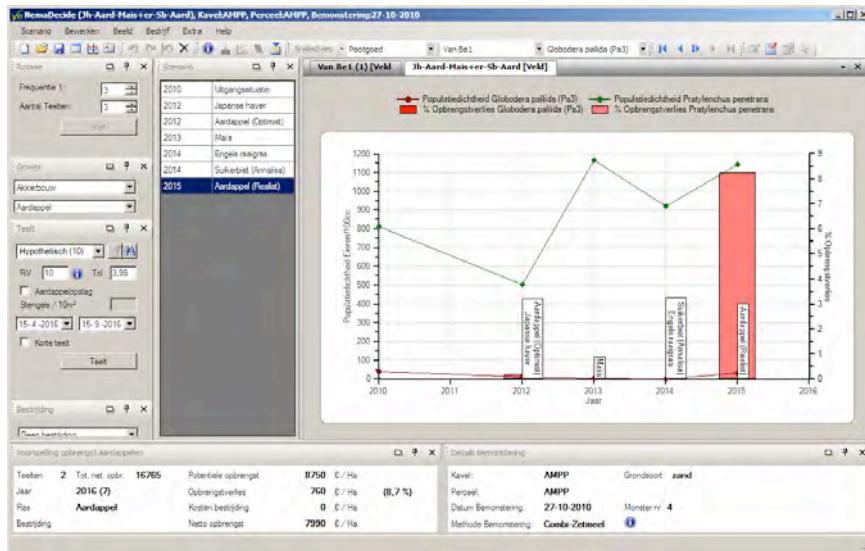 NemaDecide (Jh-Aard-Mais+er-Sb-Aard), Kavel:AMPP, Perceel:AMPP, Bemonstering:27-10-2010
Scenario Bewerken Beeld Bedrijf Extra Help
Pootgoed Van Be1 Globodera pallida (Pa3)
Rotatie
Frequentie 1: 3
Aantal Teelten: 3
Start
Gewas
Akkerbouw
Aardappel
Teelt
Hypothetisch (10)
RV 10 Tol 3,96
Aardappelopslag
Stengels / 10m²
15- 4 -2016 15- 9 -2016
Korte teelt
Teelt
Bestrijding
Geen bestrijding
Scenario
2010 Uitgangssituatie
2012 Japanse haver
2012 Aardappel (Optimist)
2013 Mais
2014 Engels raaigras
2014 Suikerbiet (Annalisa)
2015 Aardappel (Realist)
Van Be1 (1) [Veld Jh-Aard-Mais+er-Sb-Aard [Veld]
Populatiedichtheid Globodera pallida (Pa3) Populatiedichtheid Pratylenchus penetrans
% Opbrengstverlies Globodera pallida (Pa3) % Opbrengstverlies Pratylenchus penetrans
Populatiedichtheid Eieren/100cc
1200
1100
1000
900
800
700
600
500
400
300
200
100
0
% Opbrengstverlies
9
8
7
6
5
4
3
2
1
0
Aardappel (Optimist)
Japanse haver
Mais
Suikerbiet (Annalisa)
Engels raaigras
Aardappel (Realist)
2010 2011 2012 2013 2014 2015 2016
Jaar
Voorspelling opbrengst aardappelen
Teelten 2 Tot. net. opbr. 16765 Potentiele opbrengst 8750 € / Ha
Jaar 2016 (7) Opbrengstverlies 760 € / Ha (8,7 %)
Ras Aardappel Kosten bestrijding 0 € / Ha
Bestrijding Netto opbrengst 7990 € / Ha
Details Bemonstering
Kavel: AMPP Grondsoort zand
Perceel: AMPP
Datum Bemonstering: 27-10-2010 Monster nr 4
Methode Bemonstering: Combi-Zetmeel